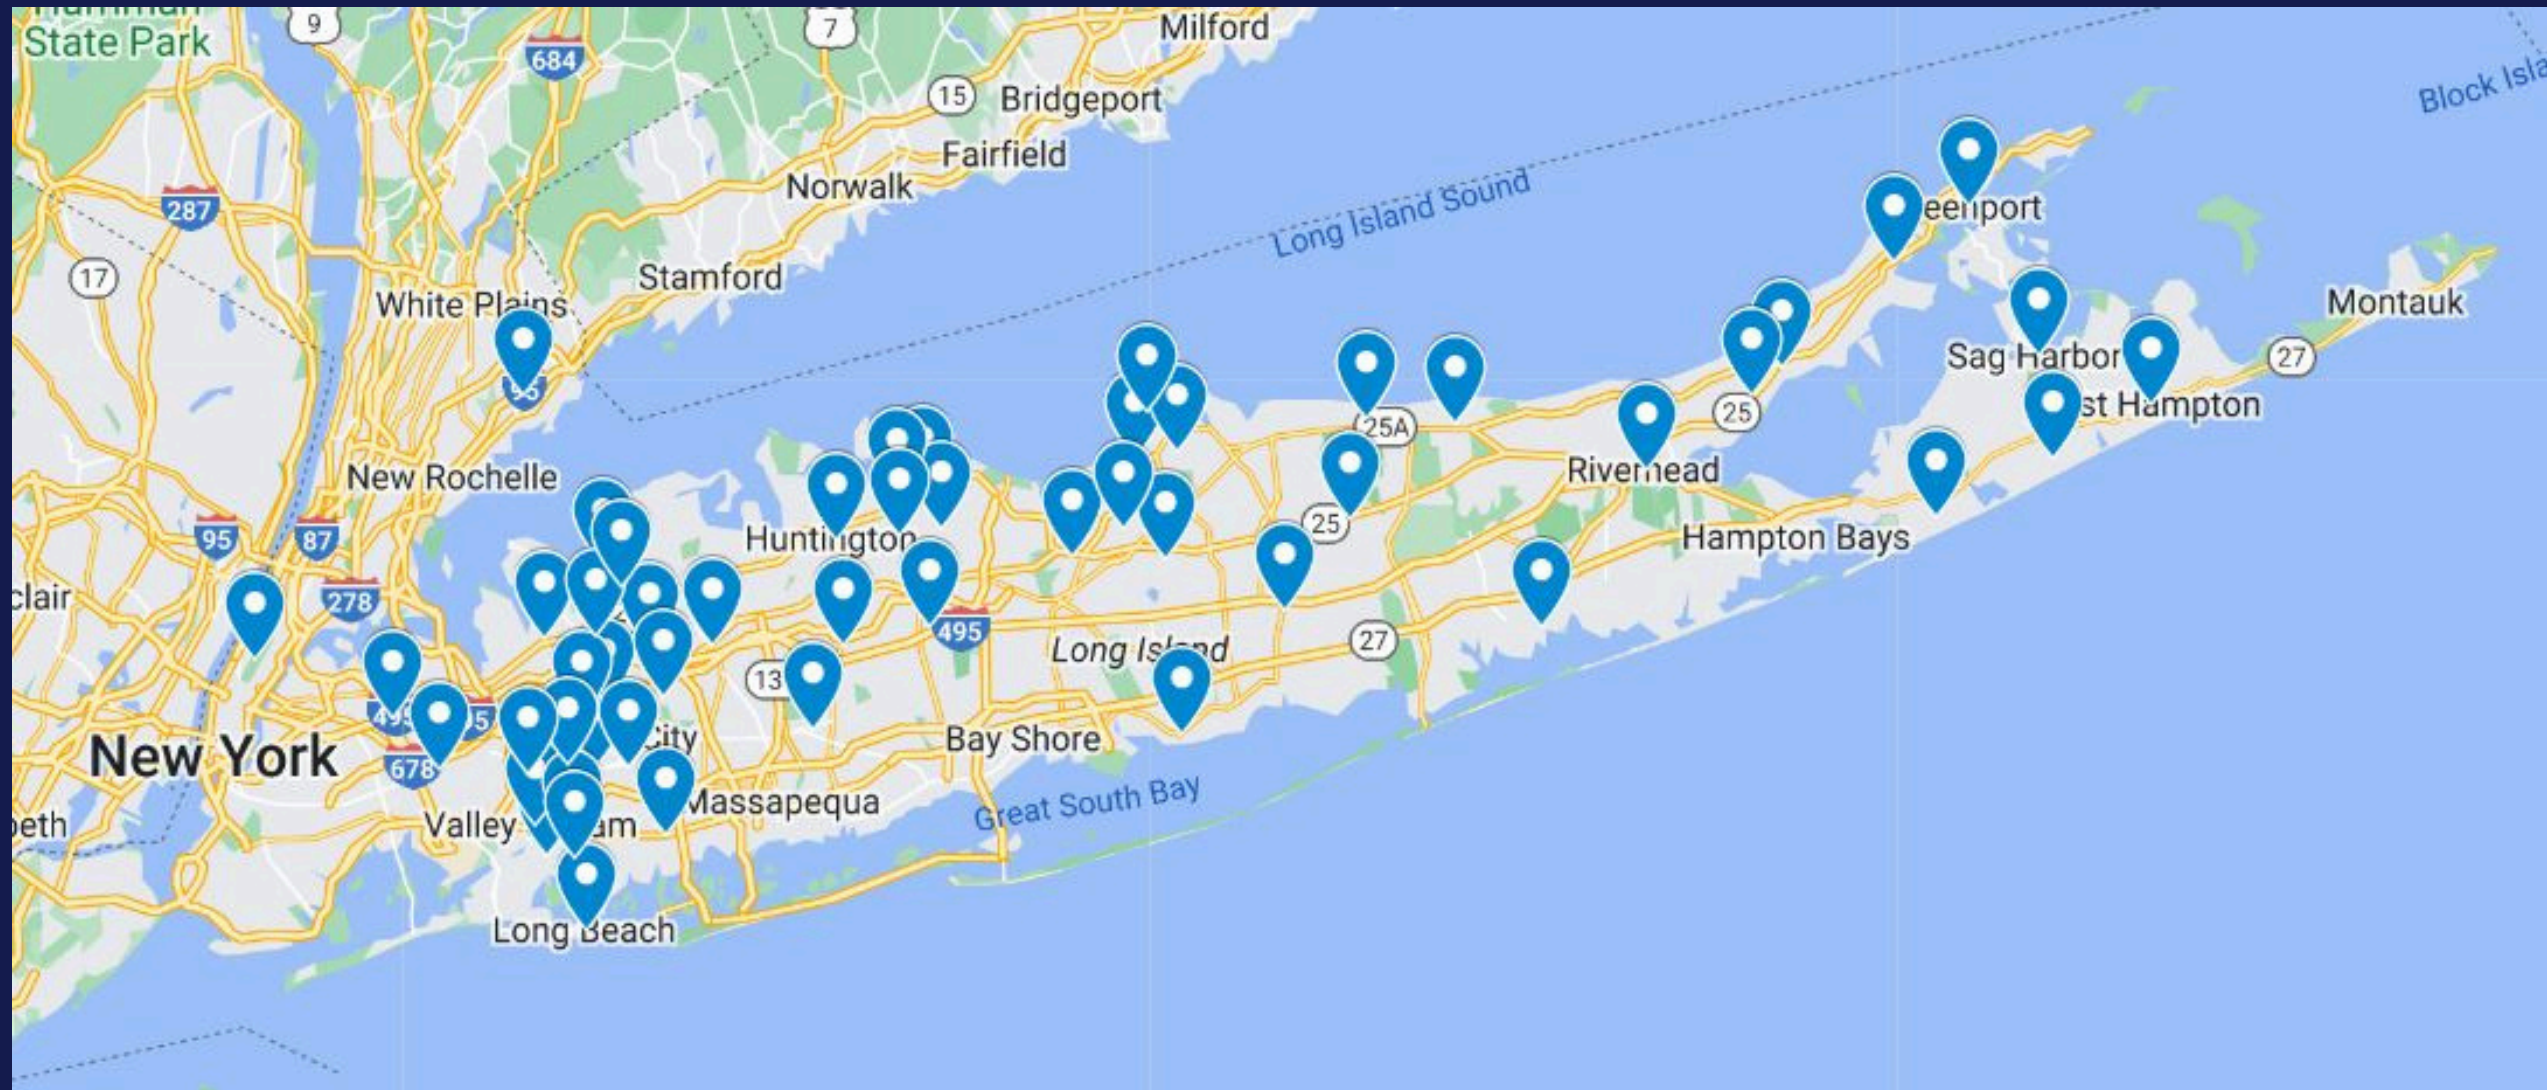 State Park
9
684
7
Milford
15
Bridgeport
Fairfield
Norwalk
287
Long Island Sound
17
Stamford
White Plains
95
Montauk
27
Sag Harbor
25
25A
New Rochelle
Riverhead
Huntington
25
Hampton Bays
95
87
278
495
Long Island
27
13
New York
678
City
Bay Shore
Great South Bay
Massapequa
Valley
Long Beach